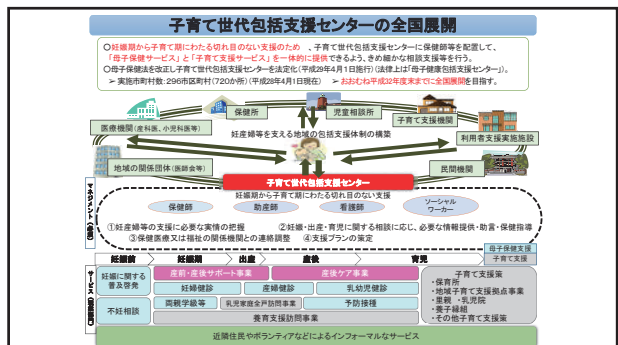 子育て世代包括支援センターの全国展開
○妊娠期から子育て期にわたる切れ目のない支援のため 、子育て世代包括支援センターに保健師等を配置して、
「母子保健サービス」と「子育て支援サービス」を一体的に提供できるよう、きめ細かな相談支援等を行う。
○母子保健法を改正し子育て世代包括支援センターを法定化(平成29年4月1日施行)(法律上は「母子健康包括支援センター」)。
➢ 実施市町村数:296市区町村(720か所)(平成28年4月1日現在) ➢ おおむね平成32年度末までに全国展開を目指す。
保健所
児童相談所
子育て支援機関
医療機関(産科医、小児科医等)
利用者支援実施施設
妊産婦等を支える地域の包括支援体制の構築
地域の関係団体(医師会等)
民間機関
子育て世代包括支援センター
妊娠期から子育て期にわたる切れ目のない支援
マネジメント(必須)
保健師
助産師
看護師
ソーシャル
ワーカー
①妊産婦等の支援に必要な実情の把握 ②妊娠・出産・育児に関する相談に応じ、必要な情報提供・助言・保健指導
③保健医療又は福祉の関係機関との連絡調整 ④支援プランの策定
母子保健支援
子育て支援
妊娠前 妊娠期 出産 産後 育児
妊娠に関する
普及啓発
産前・産後サポート事業
産後ケア事業
妊婦健診
産婦健診
乳幼児健診
不妊相談
両親学級等
乳児家庭全戸訪問事業
予防接種
養育支援訪問事業
子育て支援策
・保育所
・地域子育て支援拠点事業
・里親 ・乳児院
・養子縁組
・その他子育て支援策
近隣住民やボランティアなどによるインフォーマルなサービス